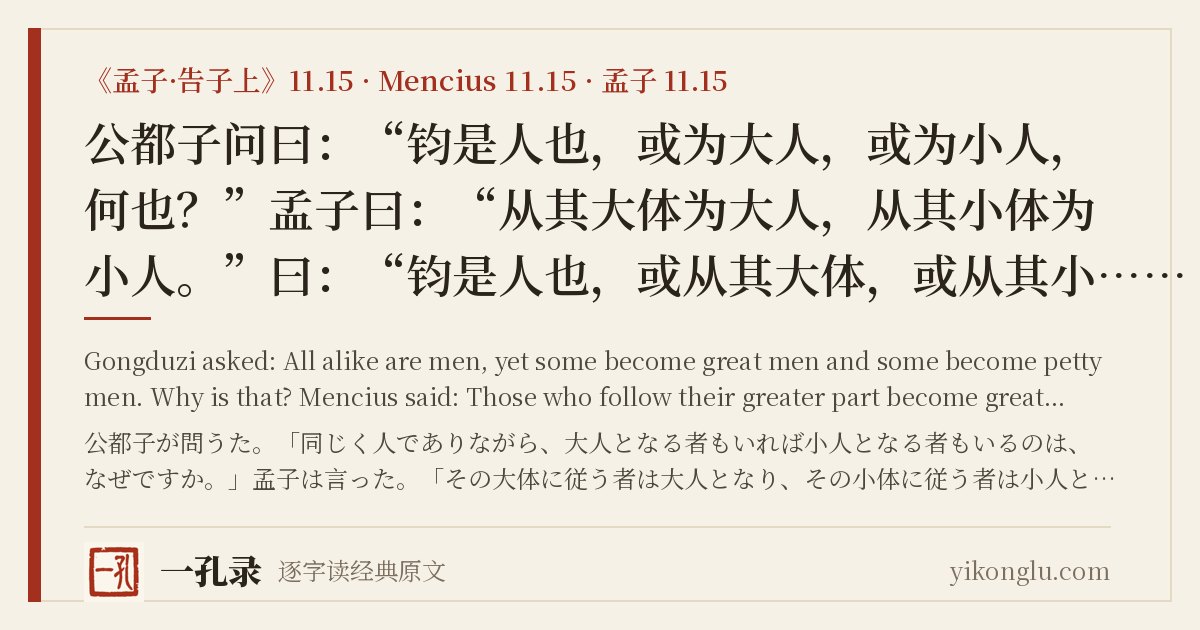 《孟子·告子上》11.15 · Mencius 11.15 · 孟子 11.15
公都子问曰：“钧是人也，或为大人，或为小人，
何也？”孟子曰：“从其大体为大人，从其小体为
小人。”曰：“钧是人也，或从其大体，或从其小……
Gongduzi asked: All alike are men, yet some become great men and some become petty
men. Why is that? Mencius said: Those who follow their greater part become great...
公都子が問うた。「同じく人でありながら、大人となる者もいれば小人となる者もいるのは、
なぜですか。」孟子は言った。「その大体に従う者は大人となり、その小体に従う者は小人と…
一孔
一孔录 逐字读经典原文 yikonglu.com